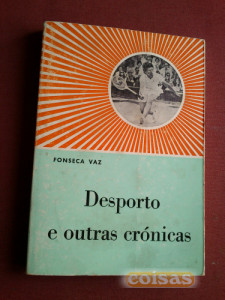 FONSECA VAZ
Desporto
e outras crónicas
coisas